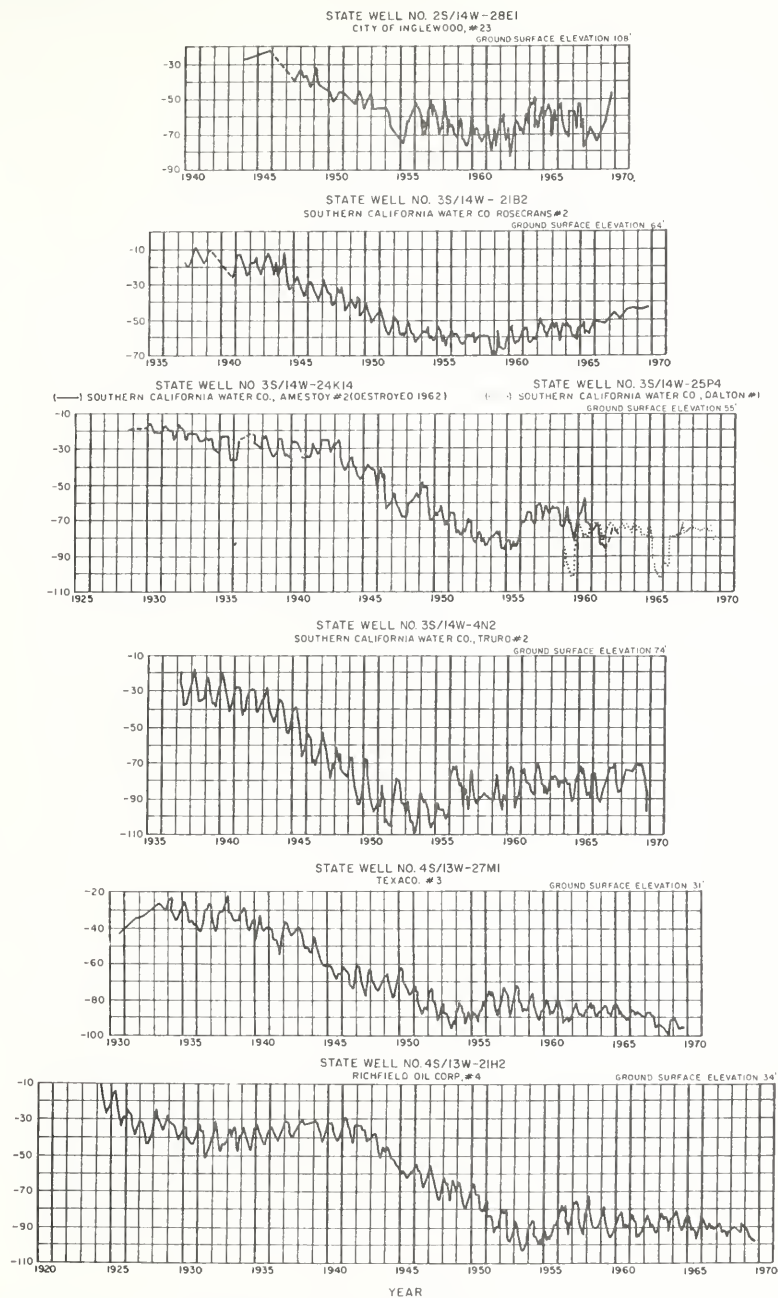 STATE WELL NO. 2S/14W-28E1
CITY OF INGLEWOOD, #23
GROUND SURFACE ELEVATION 108'
-30
-50
-70
-90
1940 1945 1950 1955 1960 1965 1970
STATE WELL NO. 3S/14W-21B2
SOUTHERN CALIFORNIA WATER CO ROSECRANS #2
GROUND SURFACE ELEVATION 64'
-10
-30
-50
-70
1935 1940 1945 1950 1955 1960 1965 1970
STATE WELL NO 3S/14W-24K14 STATE WELL NO. 3S/14W-25P4
(——) SOUTHERN CALIFORNIA WATER CO., AMESTOY #2 (DESTROYED 1962) (···) SOUTHERN CALIFORNIA WATER CO, DALTON #1
GROUND SURFACE ELEVATION 55'
-10
-30
-50
-70
-90
-110
1925 1930 1935 1940 1945 1950 1955 1960 1965 1970
STATE WELL NO. 3S/14W-4N2
SOUTHERN CALIFORNIA WATER CO., TRURO #2
GROUND SURFACE ELEVATION 74'
-10
-30
-50
-70
-90
-110
1935 1940 1945 1950 1955 1960 1965 1970
STATE WELL NO. 4S/13W-27M1
TEXACO. #3
GROUND SURFACE ELEVATION 31'
-20
-40
-60
-80
-100
1930 1935 1940 1945 1950 1955 1960 1965 1970
STATE WELL NO. 4S/13W-21H2
RICHFIELD OIL CORP, #4
GROUND SURFACE ELEVATION 34'
-10
-30
-50
-70
-90
-110
1920 1925 1930 1935 1940 1945 1950 1955 1960 1965 1970
YEAR